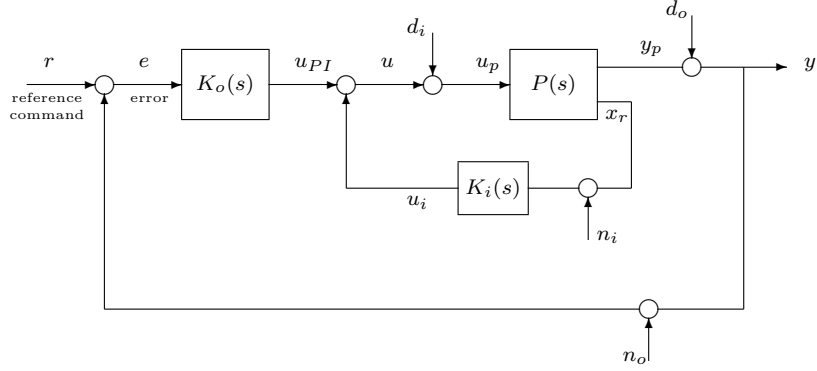 d_i
d_o
r
e
u_{PI}
u
u_p
y_p
y
K_o(s)
P(s)
reference
command
error
x_r
K_i(s)
u_i
n_i
n_o